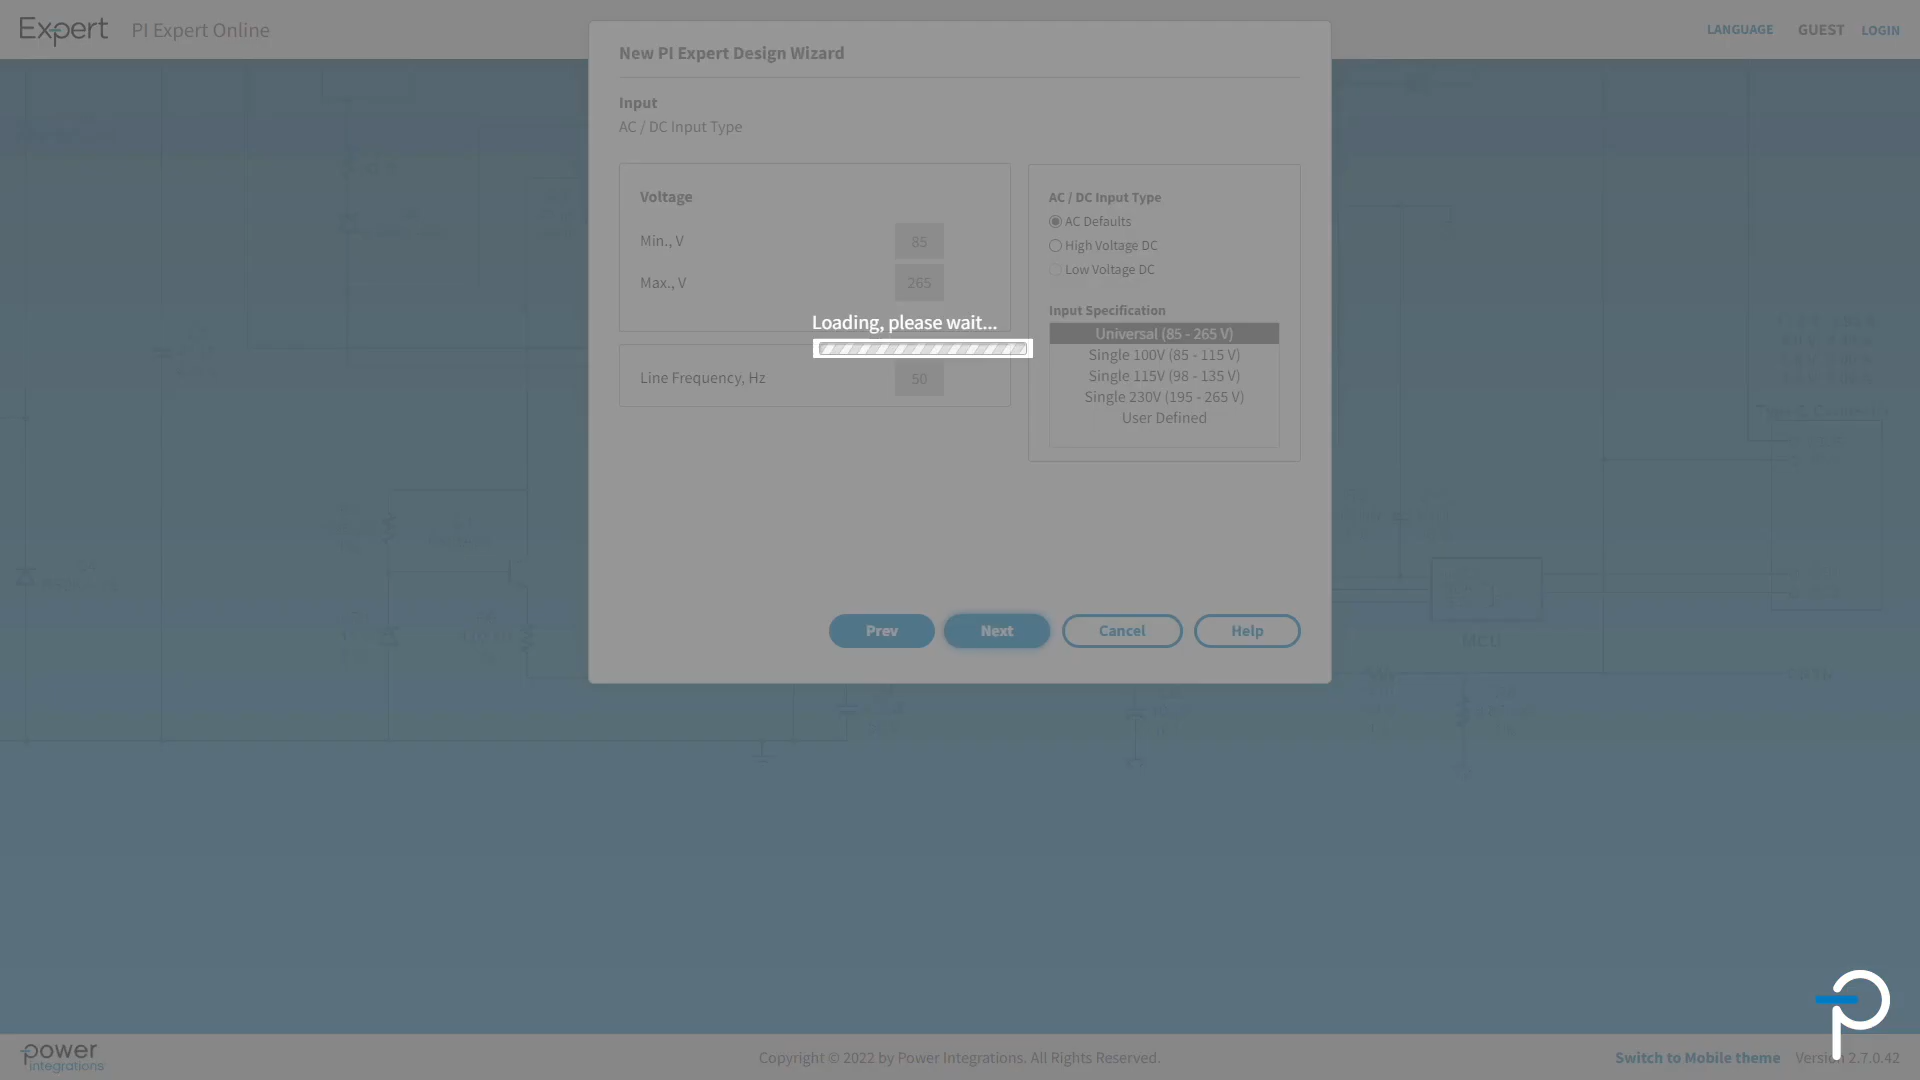 Expert
PI Expert Online
LANGUAGE
GUEST
LOGIN
New PI Expert Design Wizard
Input
AC / DC Input Type
Voltage
Min., V
85
Max., V
265
Line Frequency, Hz
50
AC / DC Input Type
AC Defaults
High Voltage DC
Low Voltage DC
Input Specification
Universal (85 - 265 V)
Single 100V (85 - 115 V)
Single 115V (98 - 135 V)
Single 230V (195 - 265 V)
User Defined
Loading, please wait...
Prev
Next
Cancel
Help
MCU
power
integrations
Copyright © 2022 by Power Integrations. All Rights Reserved.
Switch to Mobile theme
Version 2.7.0.42